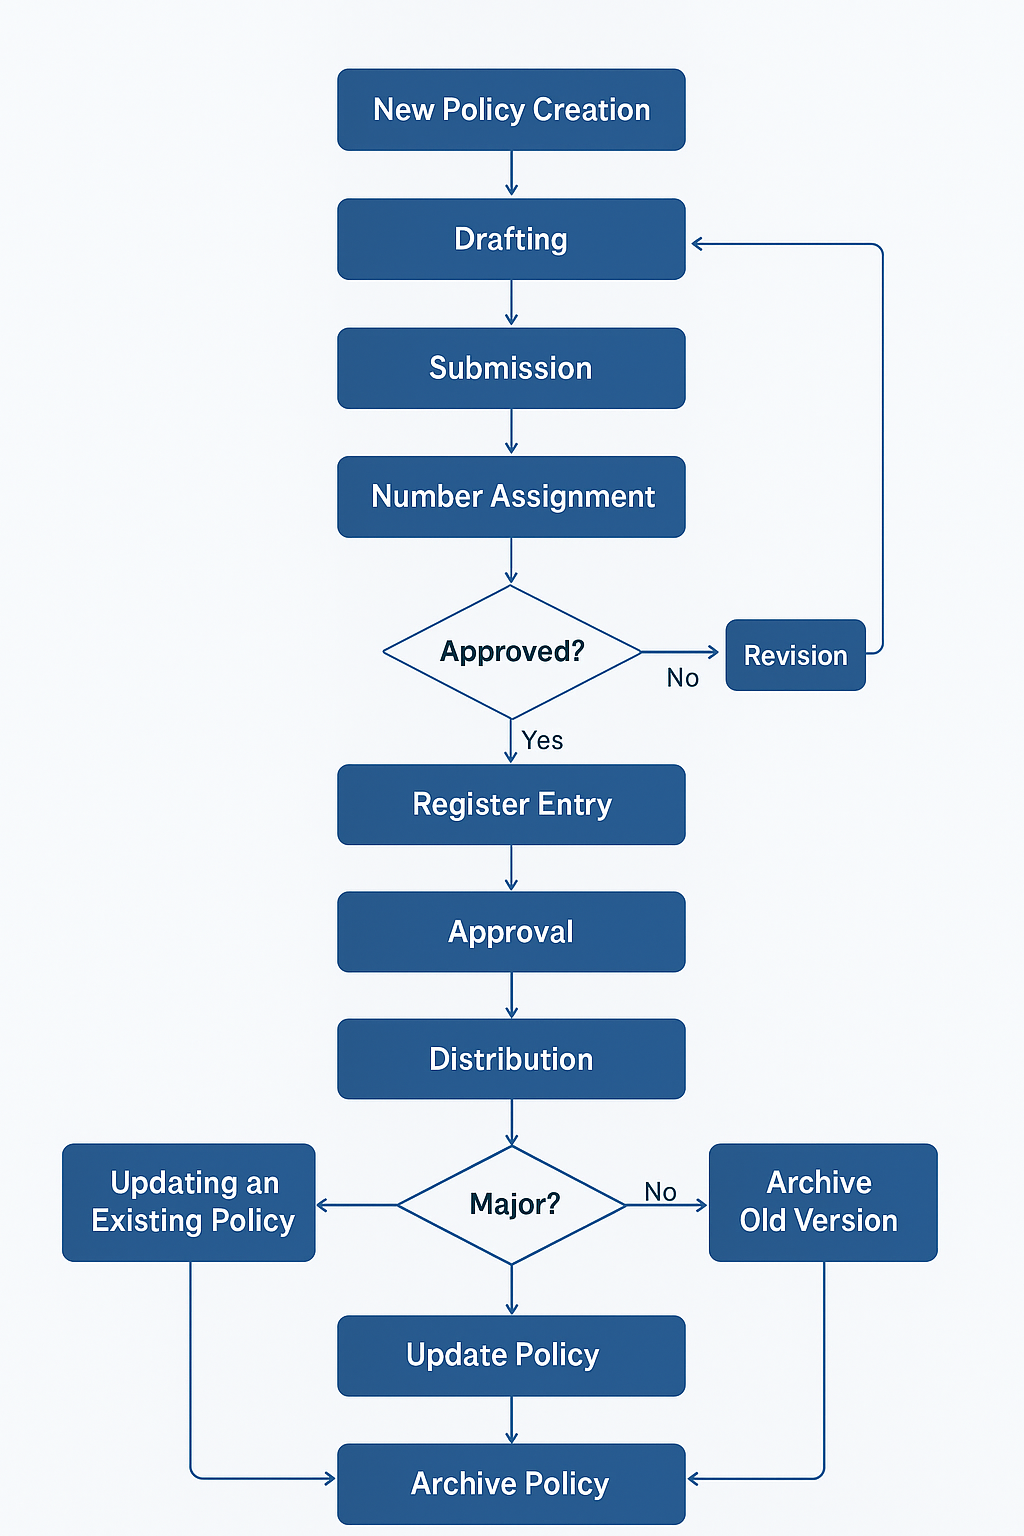 New Policy Creation
Drafting
Submission
Number Assignment
Approved?
No
Revision
Yes
Register Entry
Approval
Distribution
Updating an
Existing Policy
Major?
No
Archive
Old Version
Update Policy
Archive Policy